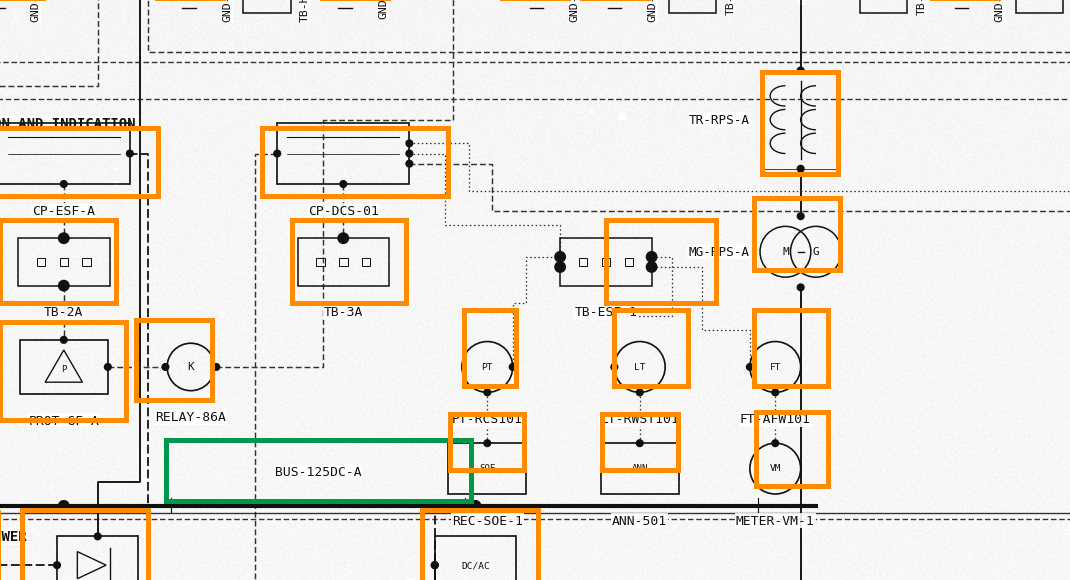 GND
GND-
TB-H
GND
GND-
GND-
TB-
TB-
GND-
ON AND INDICATION
TR-RPS-A
CP-ESF-A
CP-DCS-01
MG-RPS-A
M
G
TB-2A
TB-3A
TB-ESF-1
P
K
PT
LT
FT
PROT-GF-A
RELAY-86A
PT-RCS101
LT-RWST101
FT-AFW101
BUS-125DC-A
SOE
ANN
VM
REC-SOE-1
ANN-501
METER-VM-1
WER
DC/AC